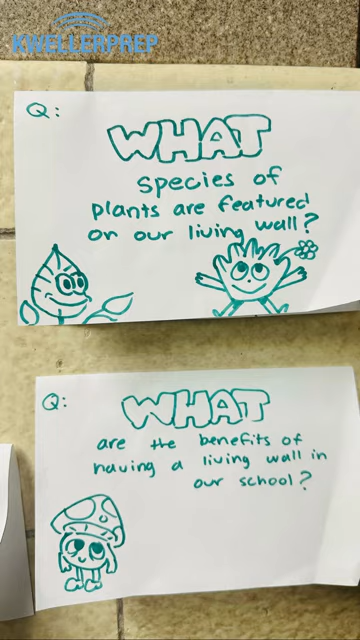 KWELLERPREP
Q:
WHAT
species of
plants are featured
on our living wall?
Q:
WHAT
are the benefits of
having a living wall in
our school?